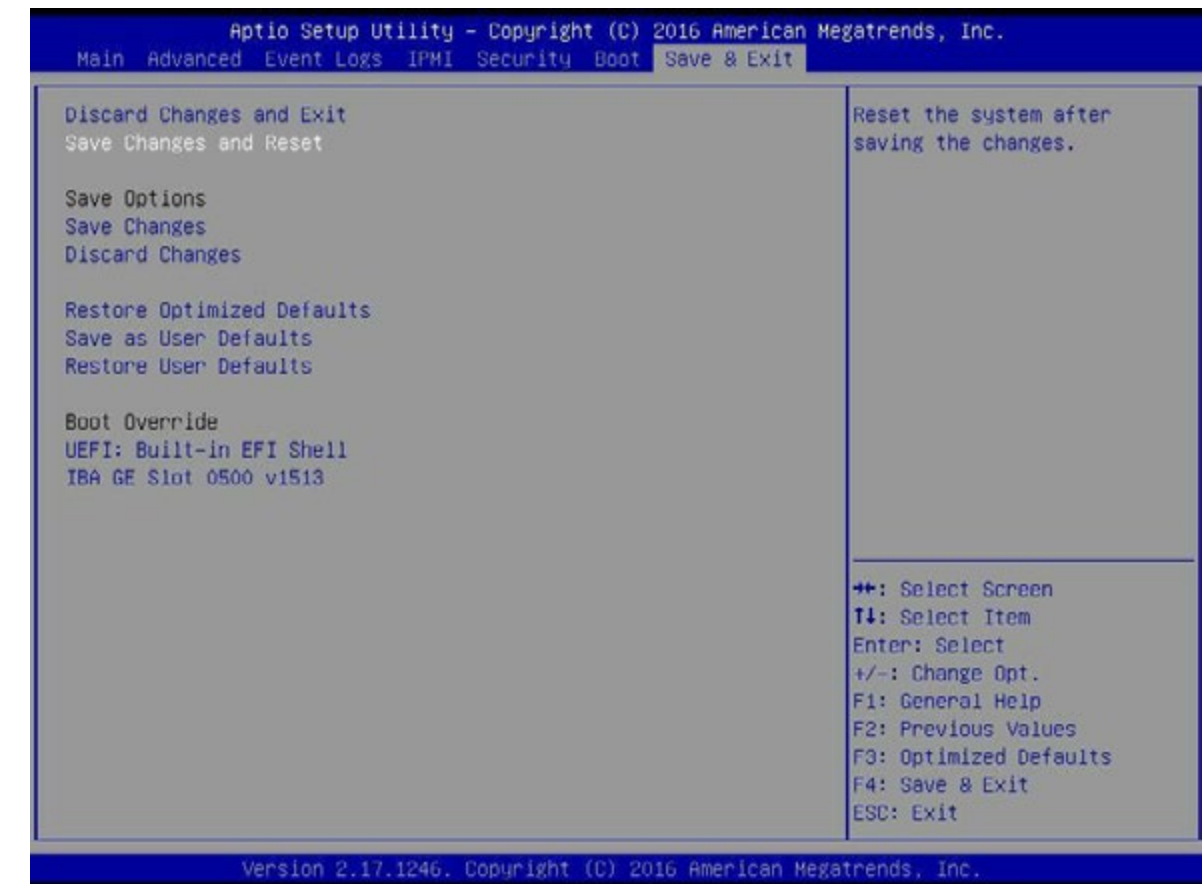 Aptio Setup Utility – Copyright (C) 2016 American Megatrends, Inc.
Main Advanced Event Logs IPMI Security Boot Save & Exit
Discard Changes and Exit
Save Changes and Reset
Save Options
Save Changes
Discard Changes
Restore Optimized Defaults
Save as User Defaults
Restore User Defaults
Boot Override
UEFI: Built-in EFI Shell
IBA GE Slot 0500 v1513
Reset the system after
saving the changes.
→←: Select Screen
↑↓: Select Item
Enter: Select
+/-: Change Opt.
F1: General Help
F2: Previous Values
F3: Optimized Defaults
F4: Save & Exit
ESC: Exit
Version 2.17.1246. Copyright (C) 2016 American Megatrends, Inc.